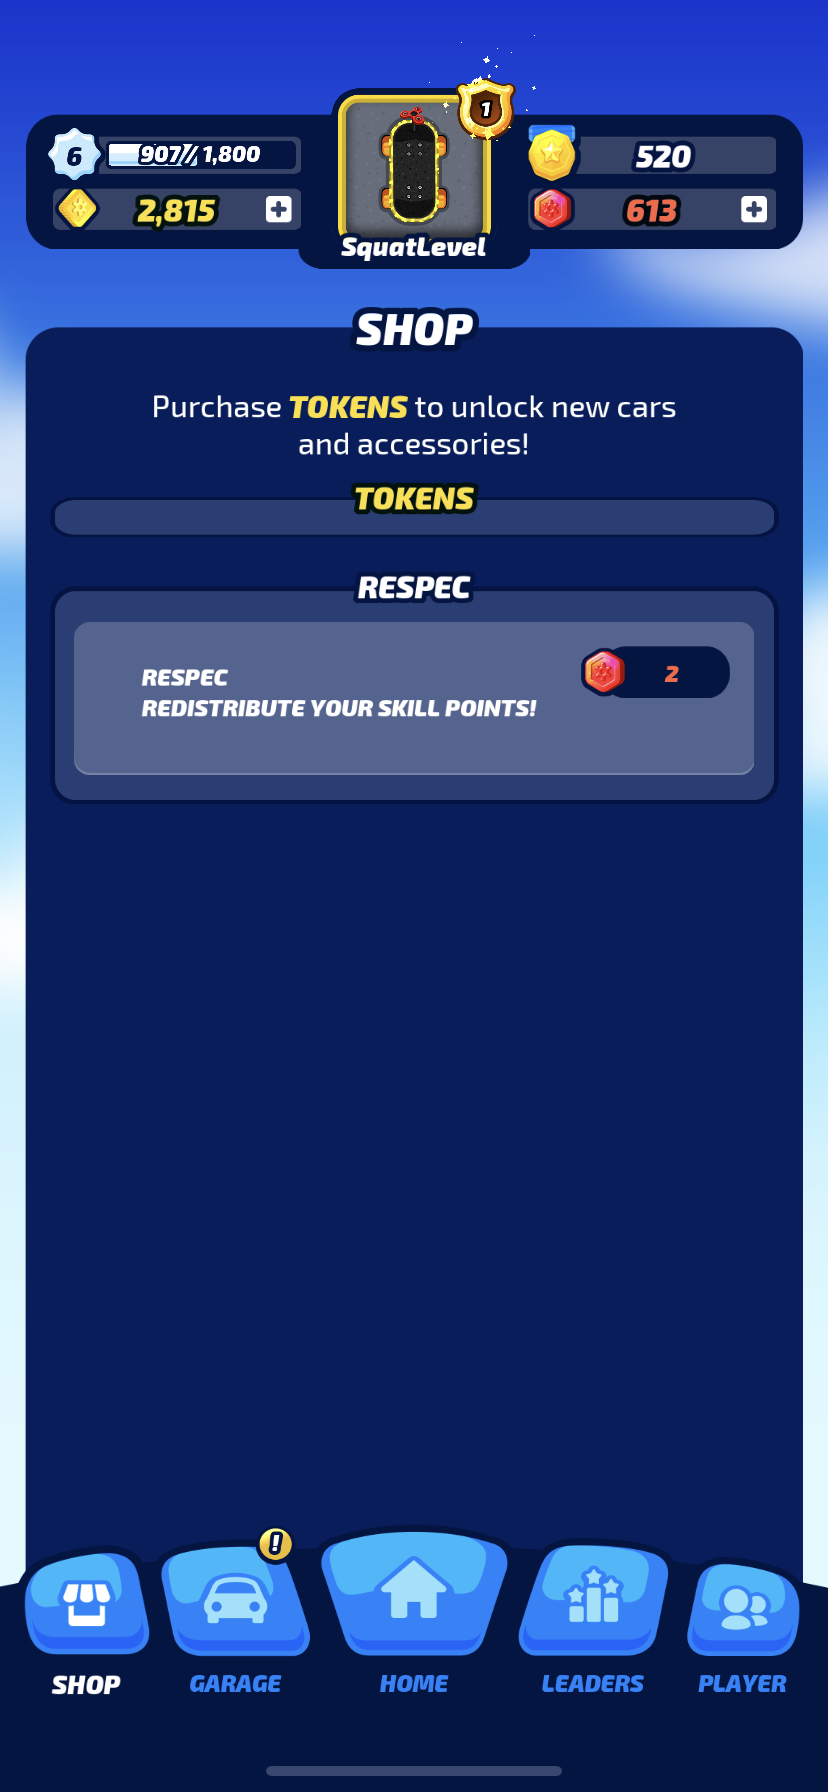 6
907/1,800
2,815
1
520
613
SquatLevel
SHOP
Purchase TOKENS to unlock new cars
and accessories!
TOKENS
RESPEC
RESPEC
2
REDISTRIBUTE YOUR SKILL POINTS!
!
SHOP
GARAGE
HOME
LEADERS
PLAYER